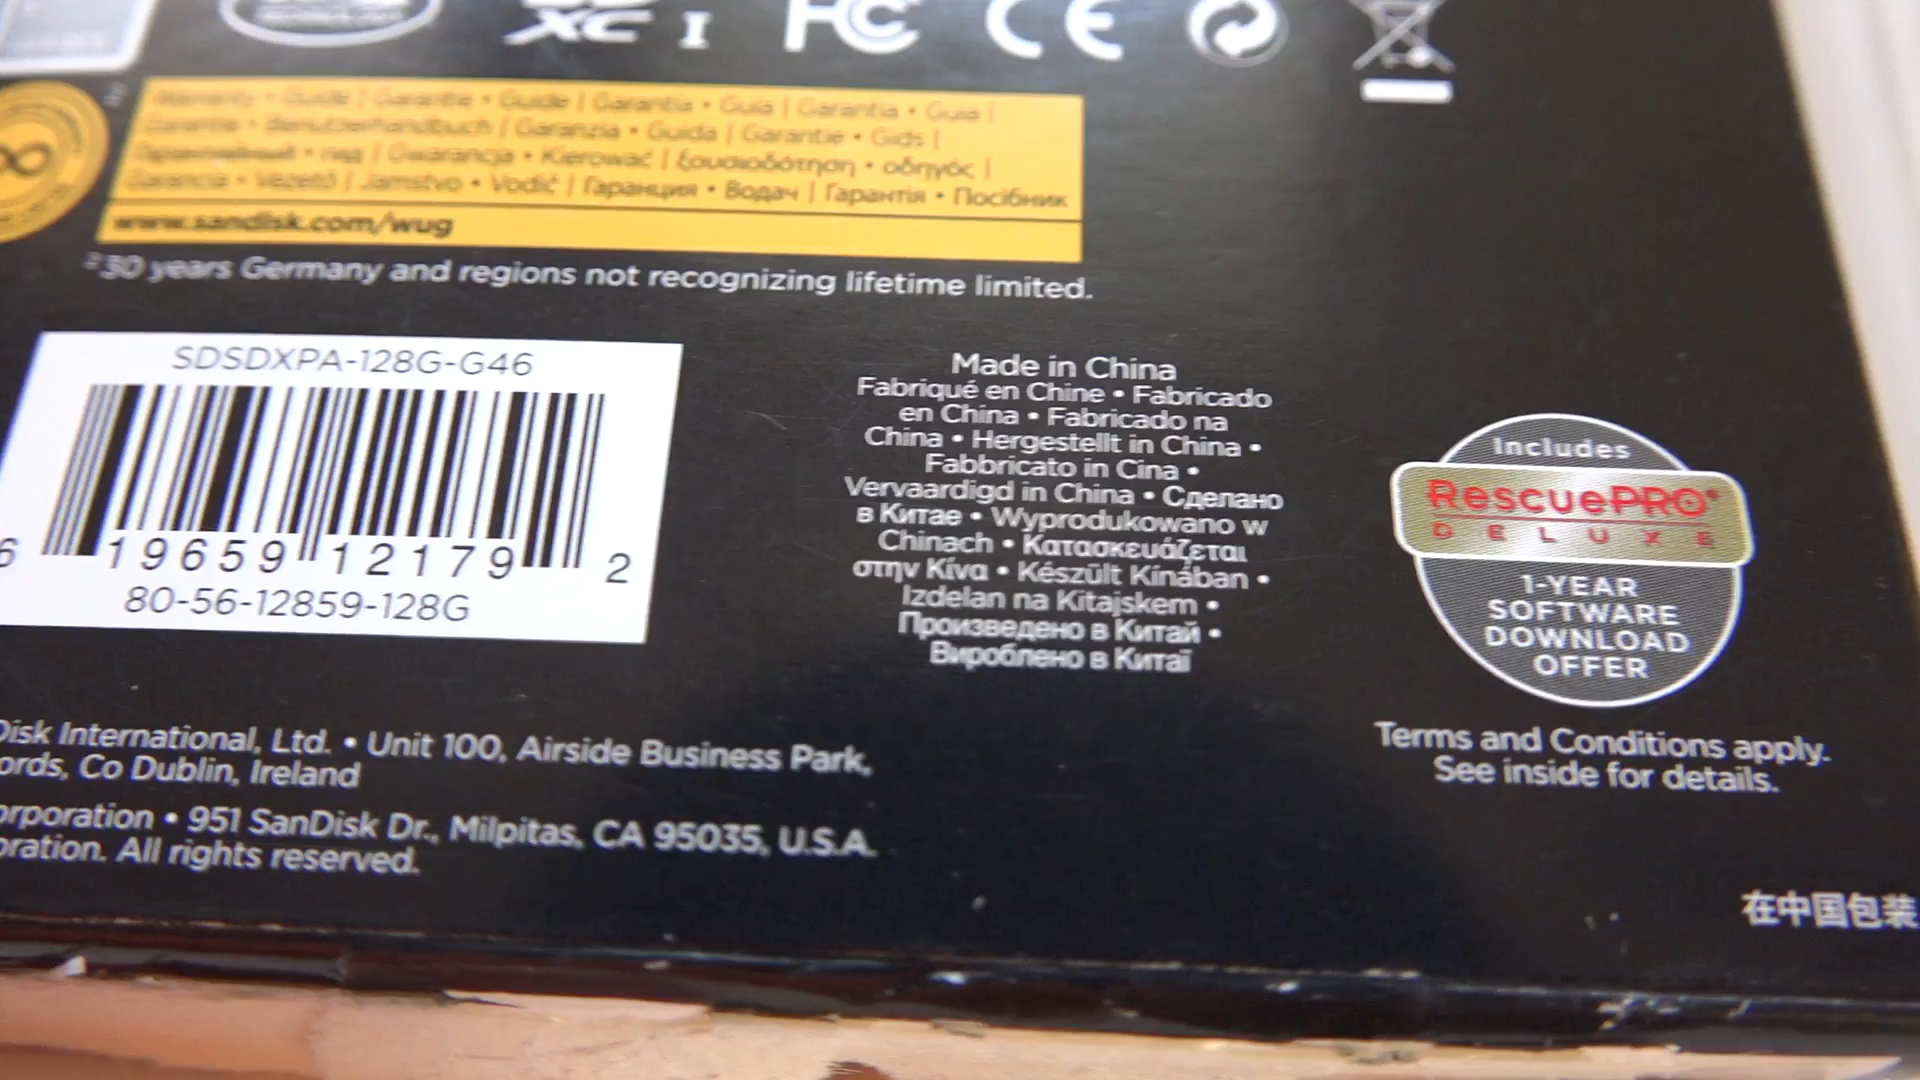 XC I FC CE
2
Warranty • Guide | Garantie • Guide | Garantía • Guía | Garantia • Guia |
Garantie • Benutzerhandbuch | Garanzia • Guida | Garantie • Gids |
Гарантийный • гид | Gwarancja • Kierować | ξουσιοδότηση • οδηγός |
Garancia • Vezető | Jamstvo • Vodič | Гаранция • Водач | Гарантія • Посібник
www.sandisk.com/wug
²30 years Germany and regions not recognizing lifetime limited.
SDSDXPA-128G-G46
6 19659 12179 2
80-56-12859-128G
Made in China
Fabriqué en Chine • Fabricado
en China • Fabricado na
China • Hergestellt in China •
Fabbricato in Cina •
Vervaardigd in China • Сделано
в Китае • Wyprodukowano w
Chinach • Κατασκευάζεται
στην Κίνα • Készült Kínában •
Izdelan na Kitajskem •
Произведено в Китай •
Вироблено в Китаї
Includes
RescuePRO®
DELUXE
1-YEAR
SOFTWARE
DOWNLOAD
OFFER
Terms and Conditions apply.
See inside for details.
Disk International, Ltd. • Unit 100, Airside Business Park,
ords, Co Dublin, Ireland
orporation • 951 SanDisk Dr., Milpitas, CA 95035, U.S.A.
oration. All rights reserved.
在中国包装